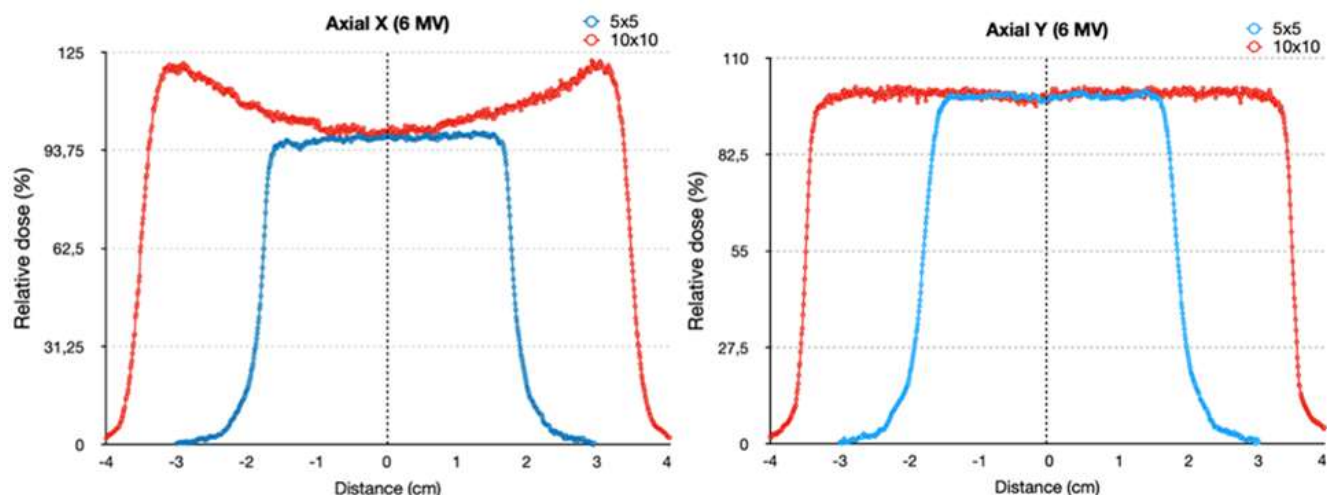 Axial X (6 MV)
5x5
10x10
Relative dose (%)
125
93,75
62,5
31,25
0
-4 -3 -2 -1 0 1 2 3 4
Distance (cm)
Axial Y (6 MV)
5x5
10x10
Relative dose (%)
110
82,5
55
27,5
0
-4 -3 -2 -1 0 1 2 3 4
Distance (cm)